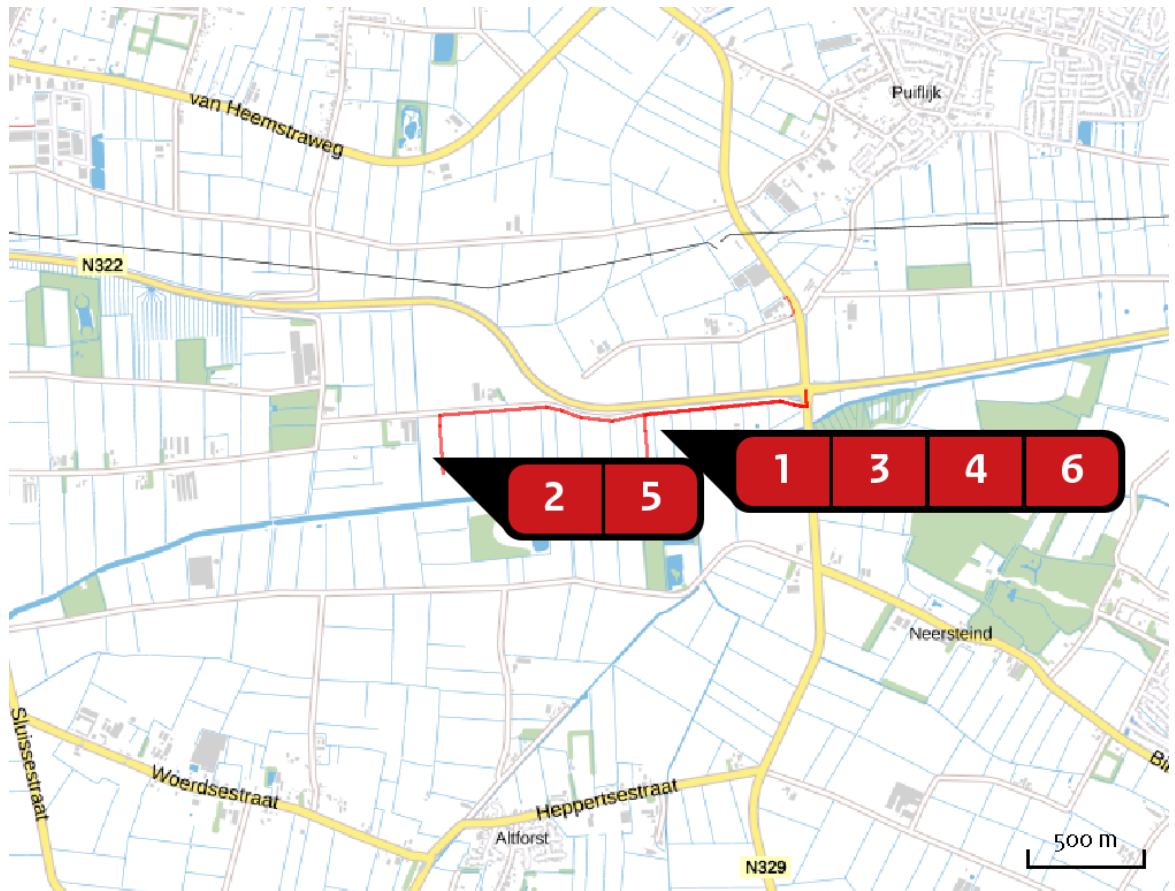 Puiflijk
van Heemstraweg
N322
1 3 4 6
2 5
Neersteind
Sluissestraat
Woerdsestraat
Heppertsestraat
Altforst
500 m
N329